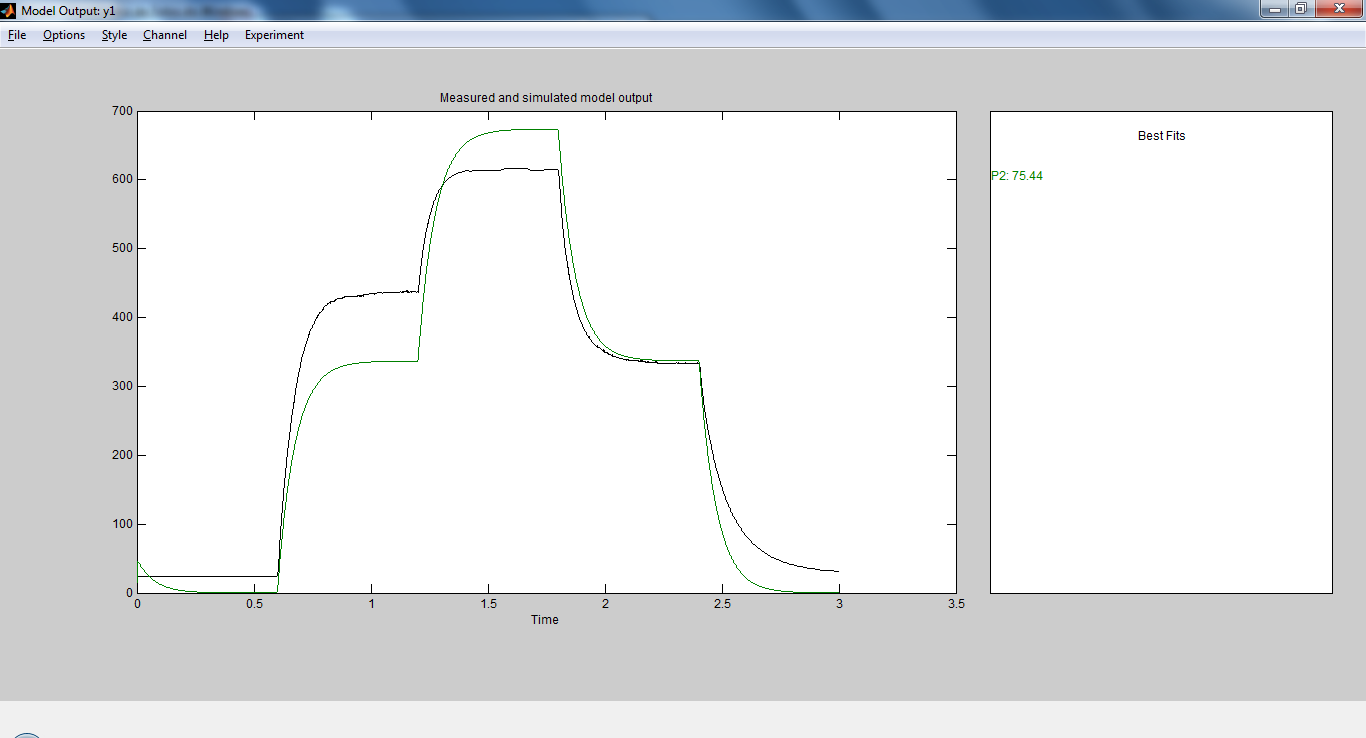 Model Output: y1
File Options Style Channel Help Experiment
Measured and simulated model output
700
600
500
400
300
200
100
0
0 0.5 1 1.5 2 2.5 3 3.5
Time
Best Fits
P2: 75.44